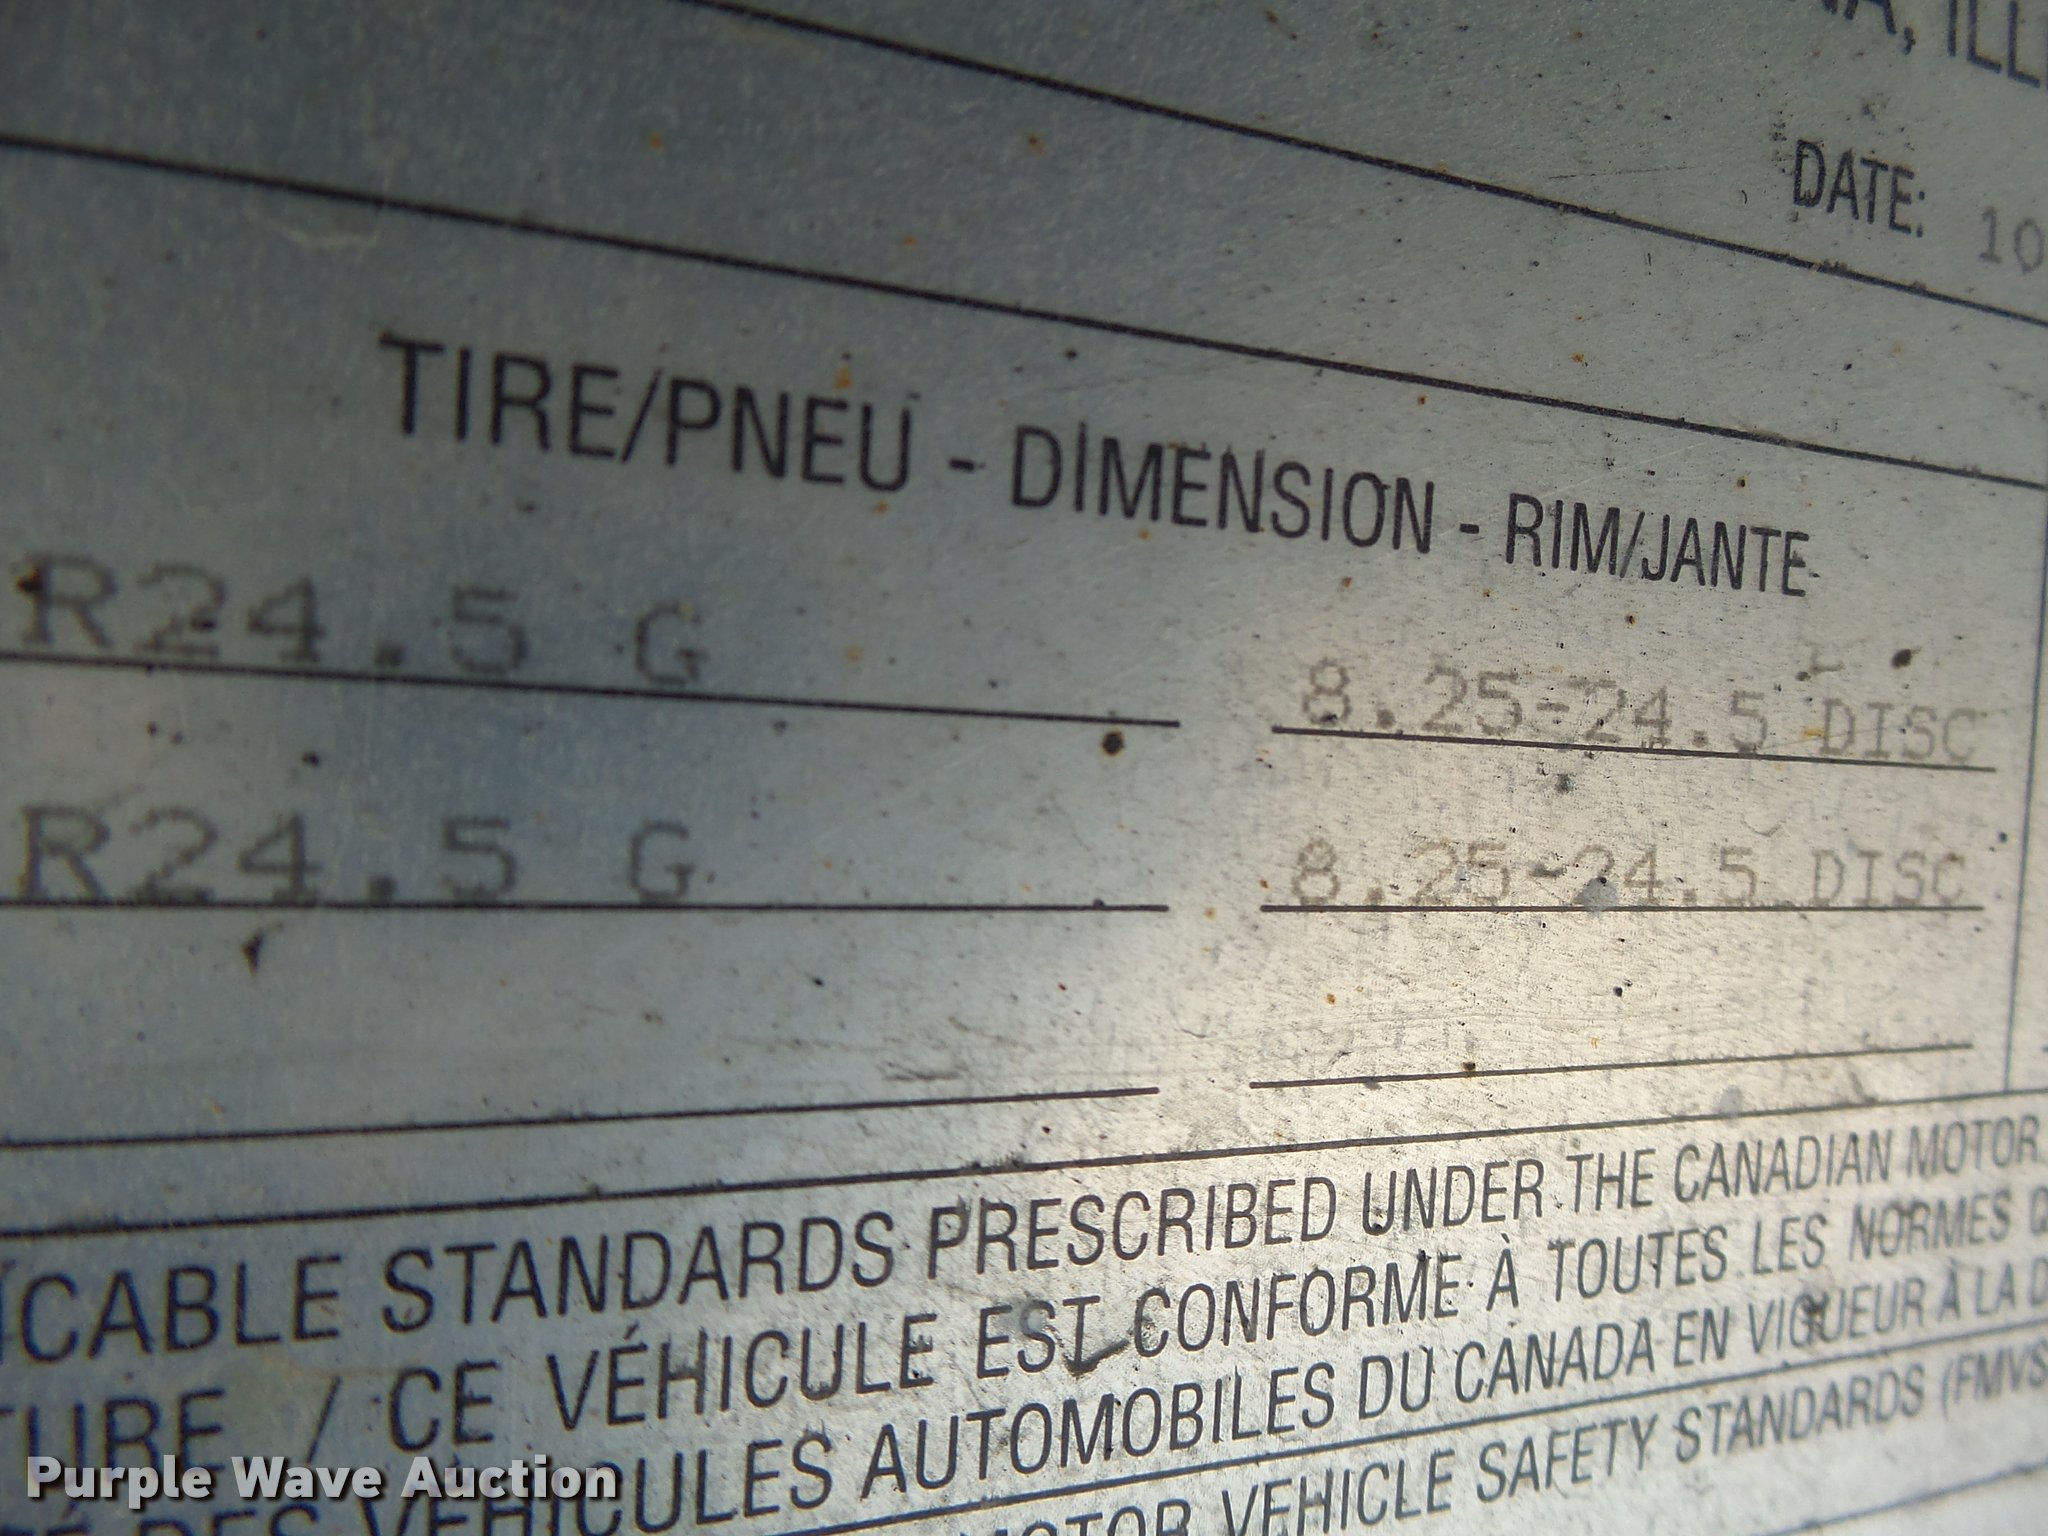 ILL
DATE: 10
TIRE/PNEU - DIMENSION - RIM/JANTE
R24.5 G 8.25-24.5 DISC
R24.5 G 8.25-24.5 DISC
ICABLE STANDARDS PRESCRIBED UNDER THE CANADIAN MOTOR
TURE / CE VÉHICULE EST CONFORME À TOUTES LES NORMES Q
DES VÉHICULES AUTOMOBILES DU CANADA EN VIGUEUR À LA D
MOTOR VEHICLE SAFETY STANDARDS (FMVS
Purple Wave Auction